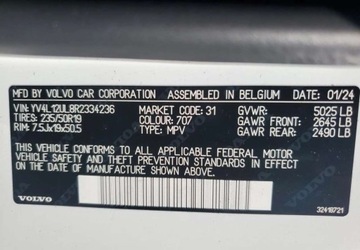 MFD BY VOLVO CAR CORPORATION ASSEMBLED IN BELGIUM DATE: 01/24
VIN: YV4L12UL8R2334236 MARKET CODE: 31 GVWR: 5025 LB
TIRES: 235/50R19 COLOUR: 707 GAWR FRONT: 2645 LB
RIM: 7.5Jx19x50.5 TYPE: MPV GAWR REAR: 2490 LB
THIS VEHICLE CONFORMS TO ALL APPLICABLE FEDERAL MOTOR
VEHICLE SAFETY AND THEFT PREVENTION STANDARDS IN EFFECT
ON THE DATE OF MANUFACTURE SHOWN ABOVE.
VOLVO 32418721